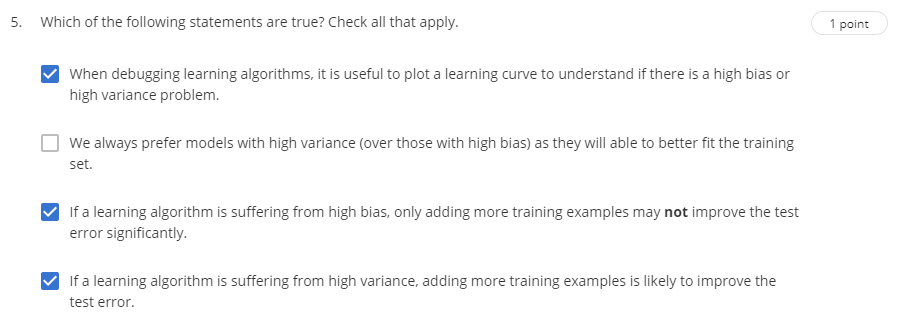 5. Which of the following statements are true? Check all that apply.
1 point
When debugging learning algorithms, it is useful to plot a learning curve to understand if there is a high bias or
high variance problem.
We always prefer models with high variance (over those with high bias) as they will able to better fit the training
set.
If a learning algorithm is suffering from high bias, only adding more training examples may not improve the test
error significantly.
If a learning algorithm is suffering from high variance, adding more training examples is likely to improve the
test error.